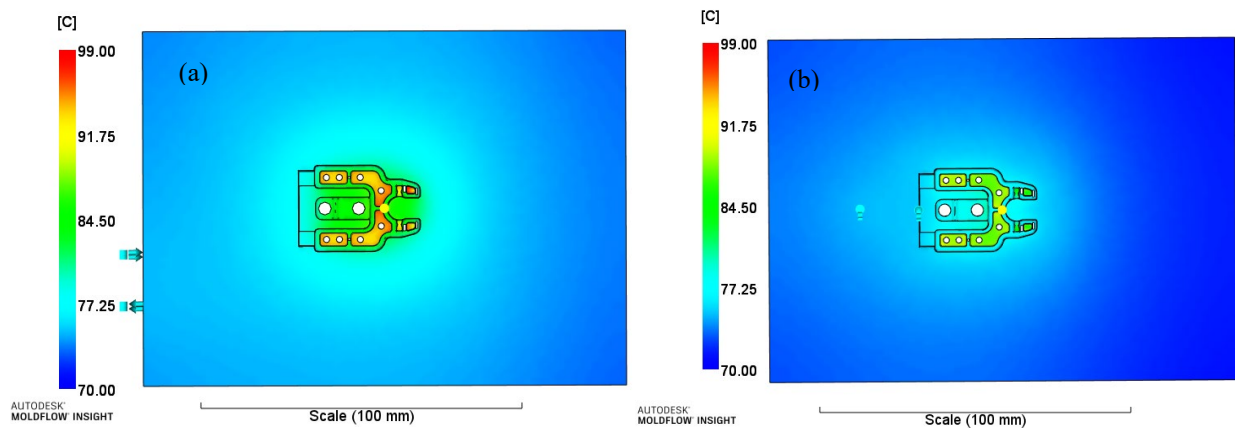 [C]
99.00
(a)
91.75
84.50
77.25
70.00
AUTODESK'
MOLDFLOW' INSIGHT
Scale (100 mm)
[C]
99.00
(b)
91.75
84.50
77.25
70.00
AUTODESK'
MOLDFLOW' INSIGHT
Scale (100 mm)